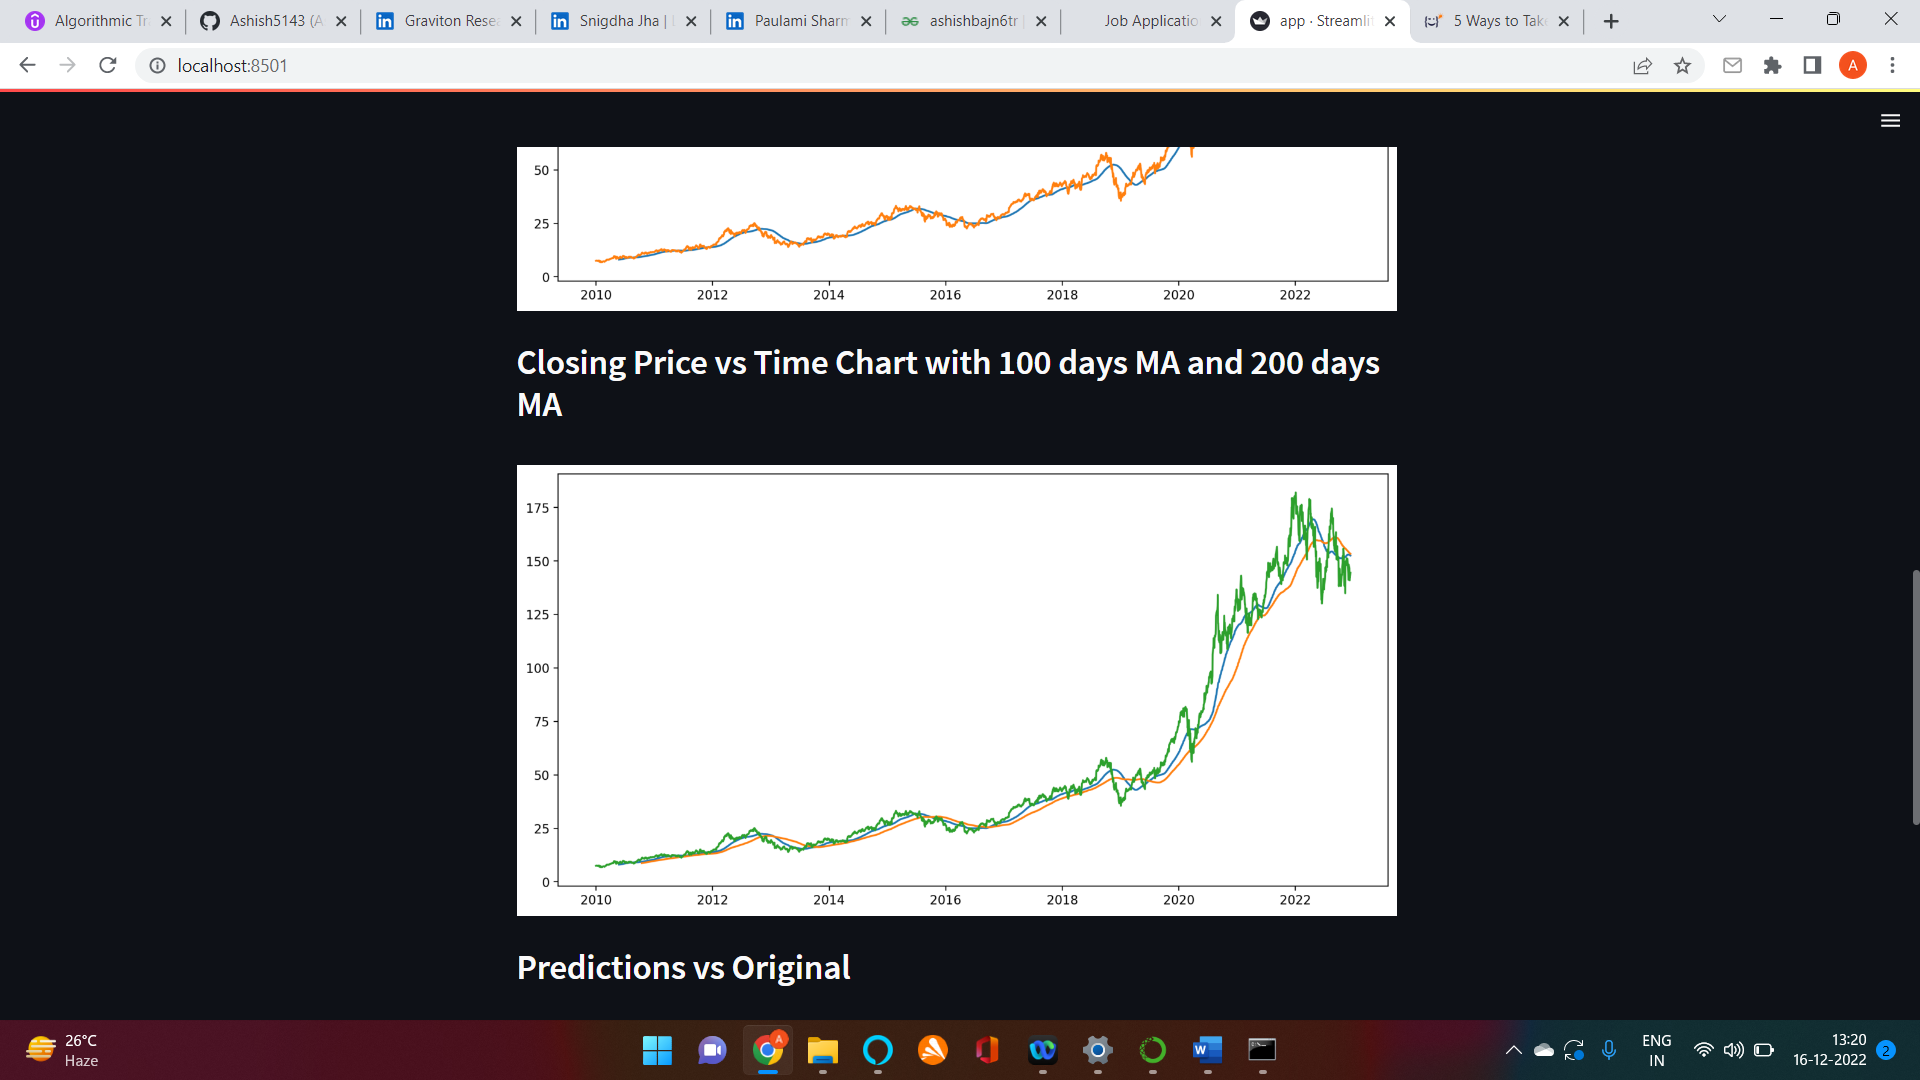 Algorithmic Tr
Ashish5143 (A
Graviton Rese
Snigdha Jha |
Paulami Sharm
ashishbajn6tr |
Job Applicatio
app · Streamli
5 Ways to Take
localhost:8501
A
50
25
0
2010 2012 2014 2016 2018 2020 2022
Closing Price vs Time Chart with 100 days MA and 200 days
MA
175
150
125
100
75
50
25
0
2010 2012 2014 2016 2018 2020 2022
Predictions vs Original
26°C
Haze
A
W
ENG
IN
13:20
16-12-2022
2